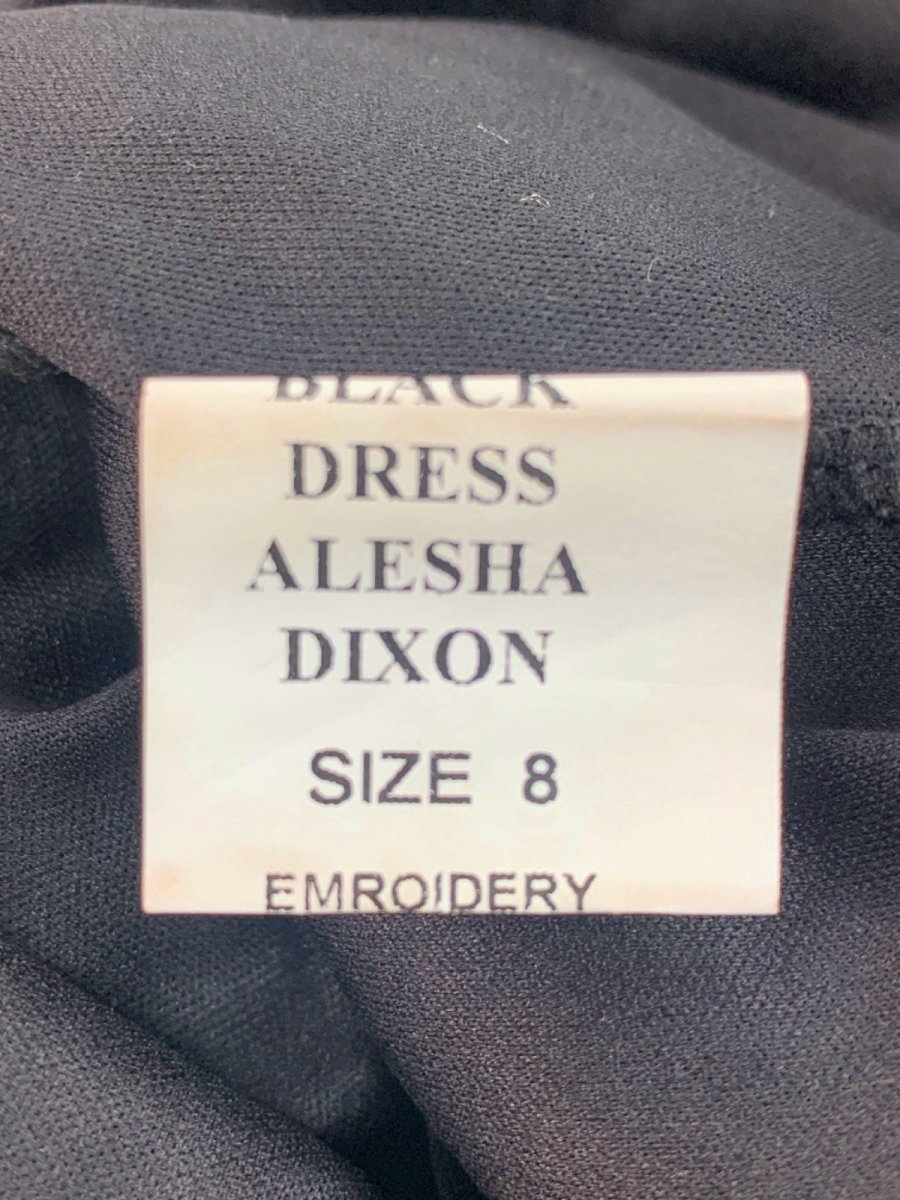 BLACK
DRESS
ALESHA
DIXON
SIZE 8
EMROIDERY